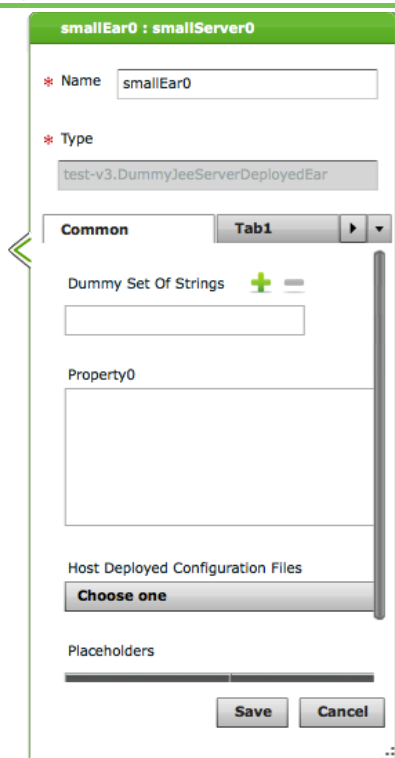 smallEar0 : smallServer0
* Name smallEar0
* Type
test-v3.DummyJeeServerDeployedEar
Common Tab1
Dummy Set Of Strings
Property0
Host Deployed Configuration Files
Choose one
Placeholders
Save Cancel